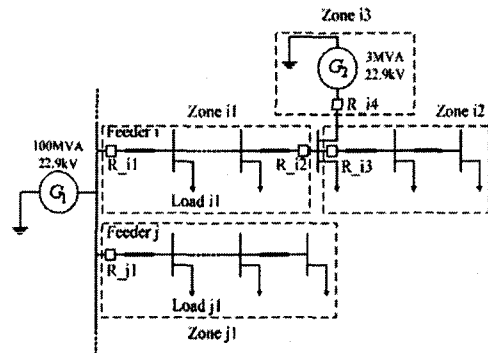 Zone i3
G2
3MVA
22.9kV
R_i4
Zone i1
Zone i2
100MVA
22.9kV
G1
Feeder i
R_i1
R_i2
R_i3
Load i1
Feeder j
R_j1
Load j1
Zone j1